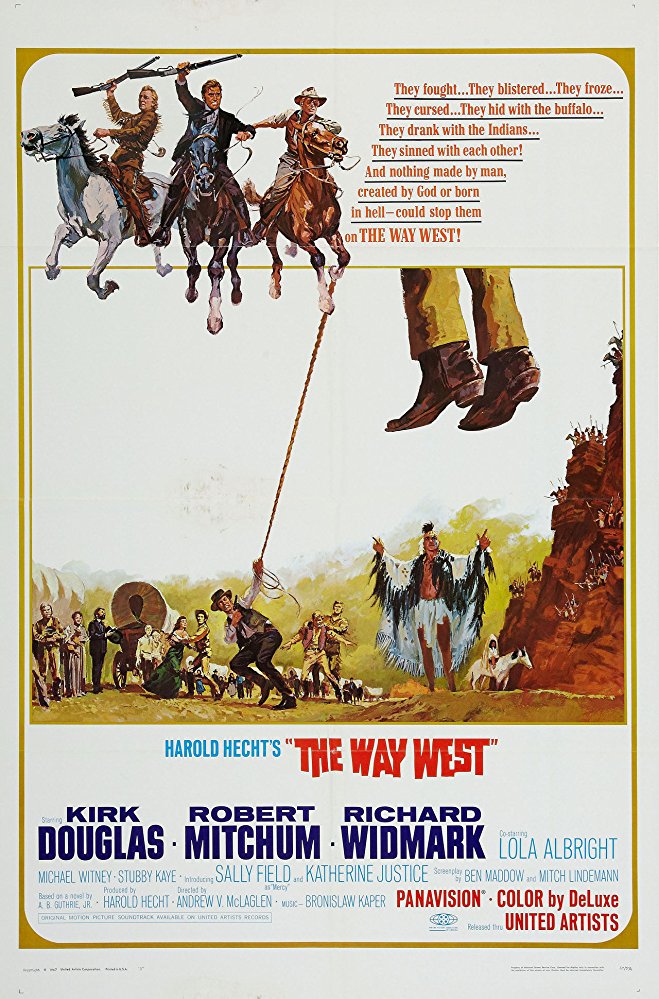 They fought...They blistered...They froze...
They cursed...They hid with the buffalo...
They drank with the Indians...
They sinned with each other!
And nothing made by man,
created by God or born
in hell—could stop them
on THE WAY WEST!
HAROLD HECHT'S "THE WAY WEST"
Starring KIRK DOUGLAS · ROBERT MITCHUM · RICHARD WIDMARK
Co-starring LOLA ALBRIGHT
MICHAEL WITNEY · STUBBY KAYE · Introducing SALLY FIELD as "Mercy" and KATHERINE JUSTICE
Screenplay by BEN MADDOW and MITCH LINDEMANN
Based on a novel by A. B. GUTHRIE, JR.
Produced by HAROLD HECHT · Directed by ANDREW V. McLAGLEN
MUSIC— BRONISLAW KAPER
PANAVISION® · COLOR by DeLuxe
ORIGINAL MOTION PICTURE SOUNDTRACK AVAILABLE ON UNITED ARTISTS RECORDS
Released thru UNITED ARTISTS